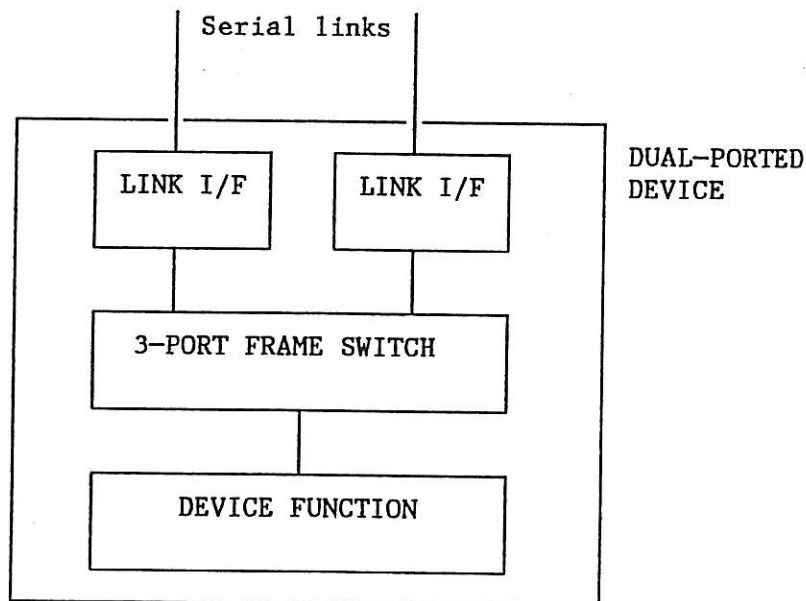 Serial links
DUAL-PORTED
DEVICE
LINK I/F
LINK I/F
3-PORT FRAME SWITCH
DEVICE FUNCTION